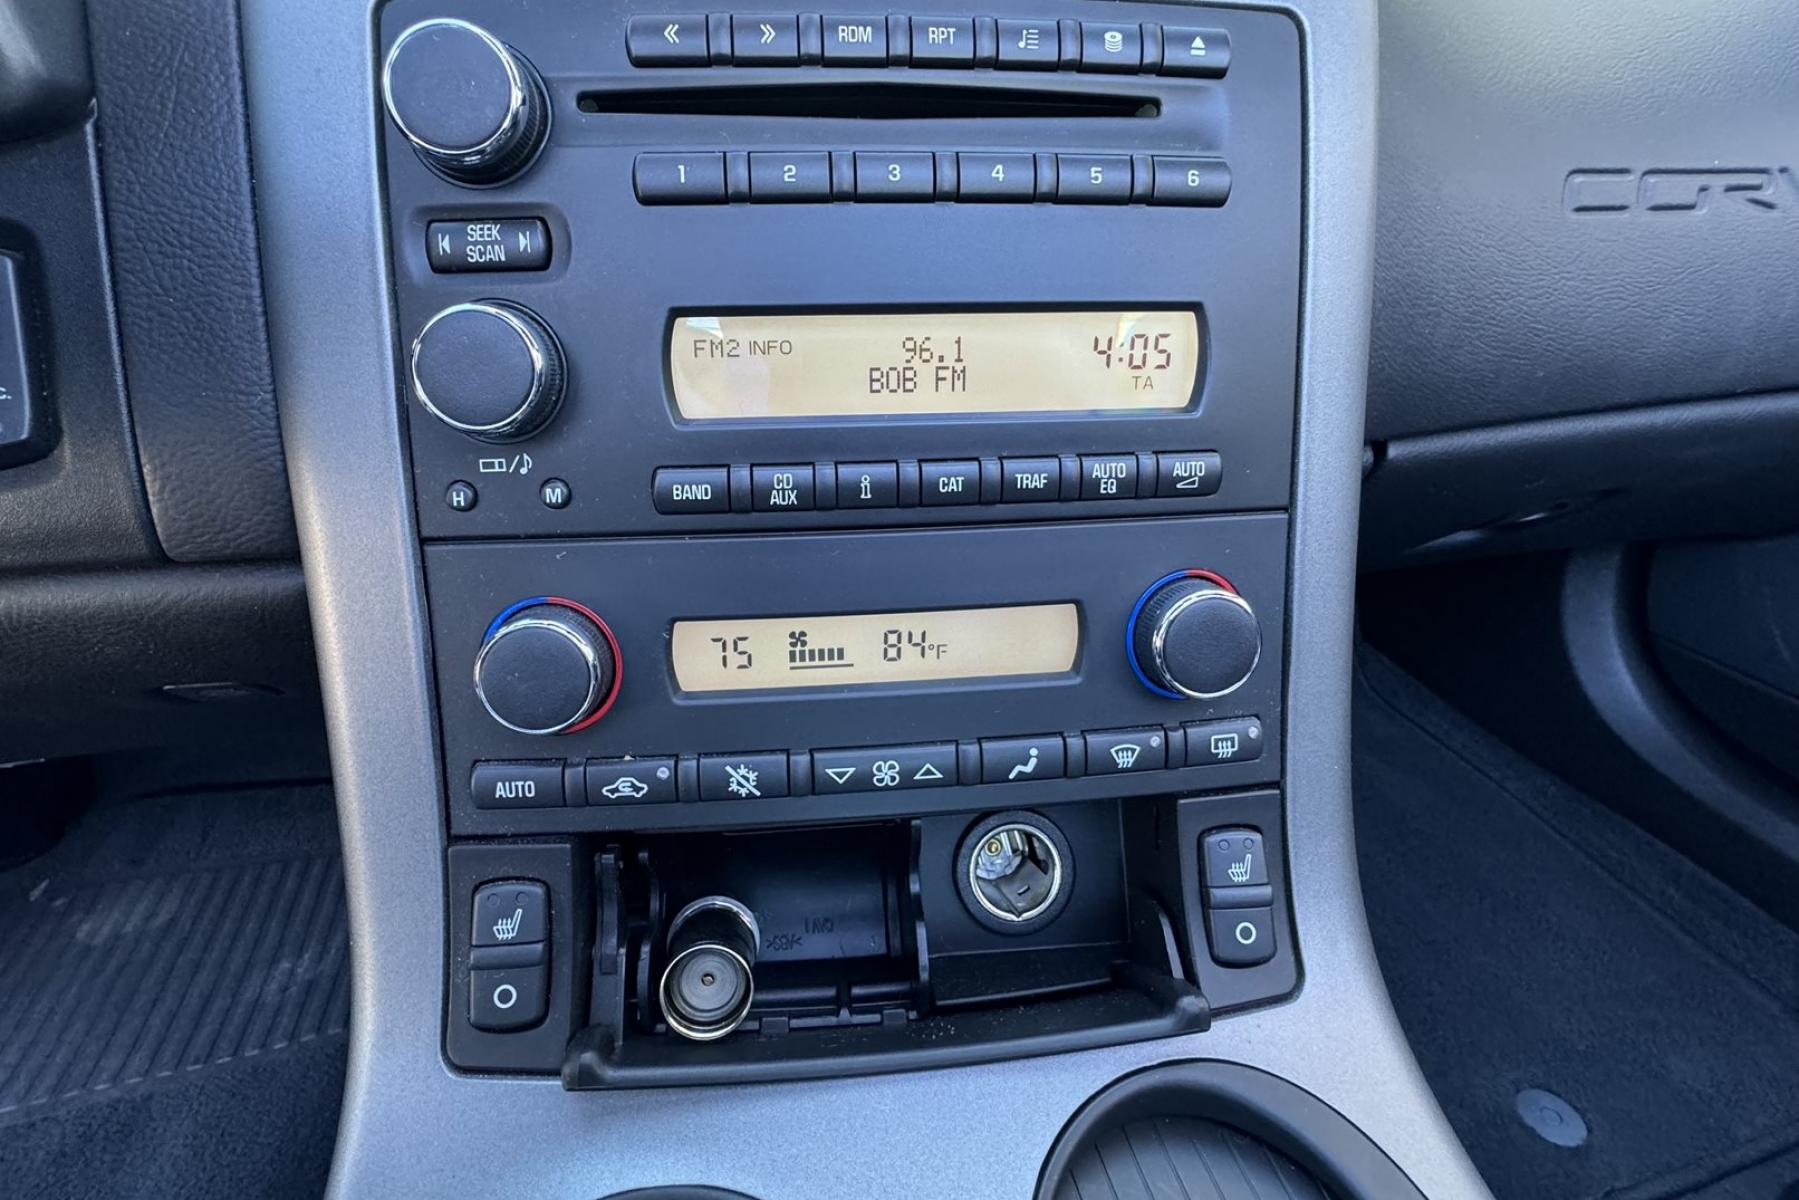 RDM RPT
1 2 3 4 5 6
SEEK
SCAN
FM2 INFO 96.1 4:05
BOB FM TA
H M
BAND CD AUX i CAT TRAF AUTO EQ AUTO
75 84°F
AUTO
>ABS<
CORV